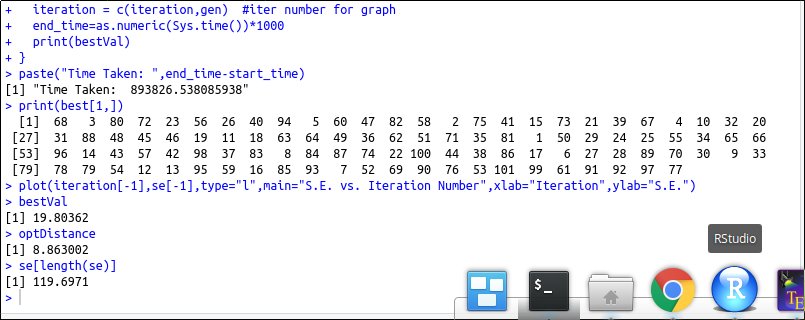 +   iteration = c(iteration,gen)  #iter number for graph
+   end_time=as.numeric(Sys.time())*1000
+   print(bestVal)
+ }
> paste("Time Taken: ",end_time-start_time)
[1] "Time Taken:  893826.538085938"
> print(best[1,])
[1]  68   3  80  72  23  56  26  40  94   5  60  47  82  58   2  75  41  15  73  21  39  67   4  10  32  20
[27]  31  88  48  45  46  19  11  18  63  64  49  36  62  51  71  35  81   1  50  29  24  25  55  34  65  66
[53]  96  14  43  57  42  98  37  83   8  84  87  74  22 100  44  38  86  17   6  27  28  89  70  30   9  33
[79]  78  79  54  12  13  95  59  16  85  93   7  52  69  90  76  53 101  99  61  91  92  97  77
> plot(iteration[-1],se[-1],type="l",main="S.E. vs. Iteration Number",xlab="Iteration",ylab="S.E.")
> bestVal
[1] 19.80362
> optDistance
[1] 8.863002
> se[length(se)]
[1] 119.6971
>
RStudio
$_
R
TE